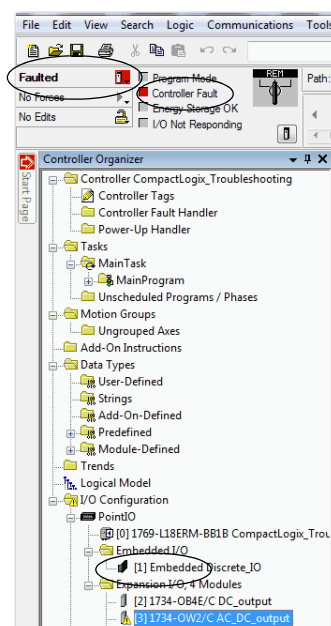 File Edit View Search Logic Communications Tools
Faulted
Program Mode
REM
Path:
No Forces
Controller Fault
Energy Storage OK
No Edits
I/O Not Responding
Start Page
Controller Organizer
Controller CompactLogix_Troubleshooting
Controller Tags
Controller Fault Handler
Power-Up Handler
Tasks
MainTask
MainProgram
Unscheduled Programs / Phases
Motion Groups
Ungrouped Axes
Add-On Instructions
Data Types
User-Defined
Strings
Add-On-Defined
Predefined
Module-Defined
Trends
Logical Model
I/O Configuration
PointIO
[0] 1769-L18ERM-BB1B CompactLogix_Trou
Embedded I/O
[1] Embedded Discrete_IO
Expansion I/O, 4 Modules
[2] 1734-OB4E/C DC_output
[3] 1734-OW2/C AC_DC_output